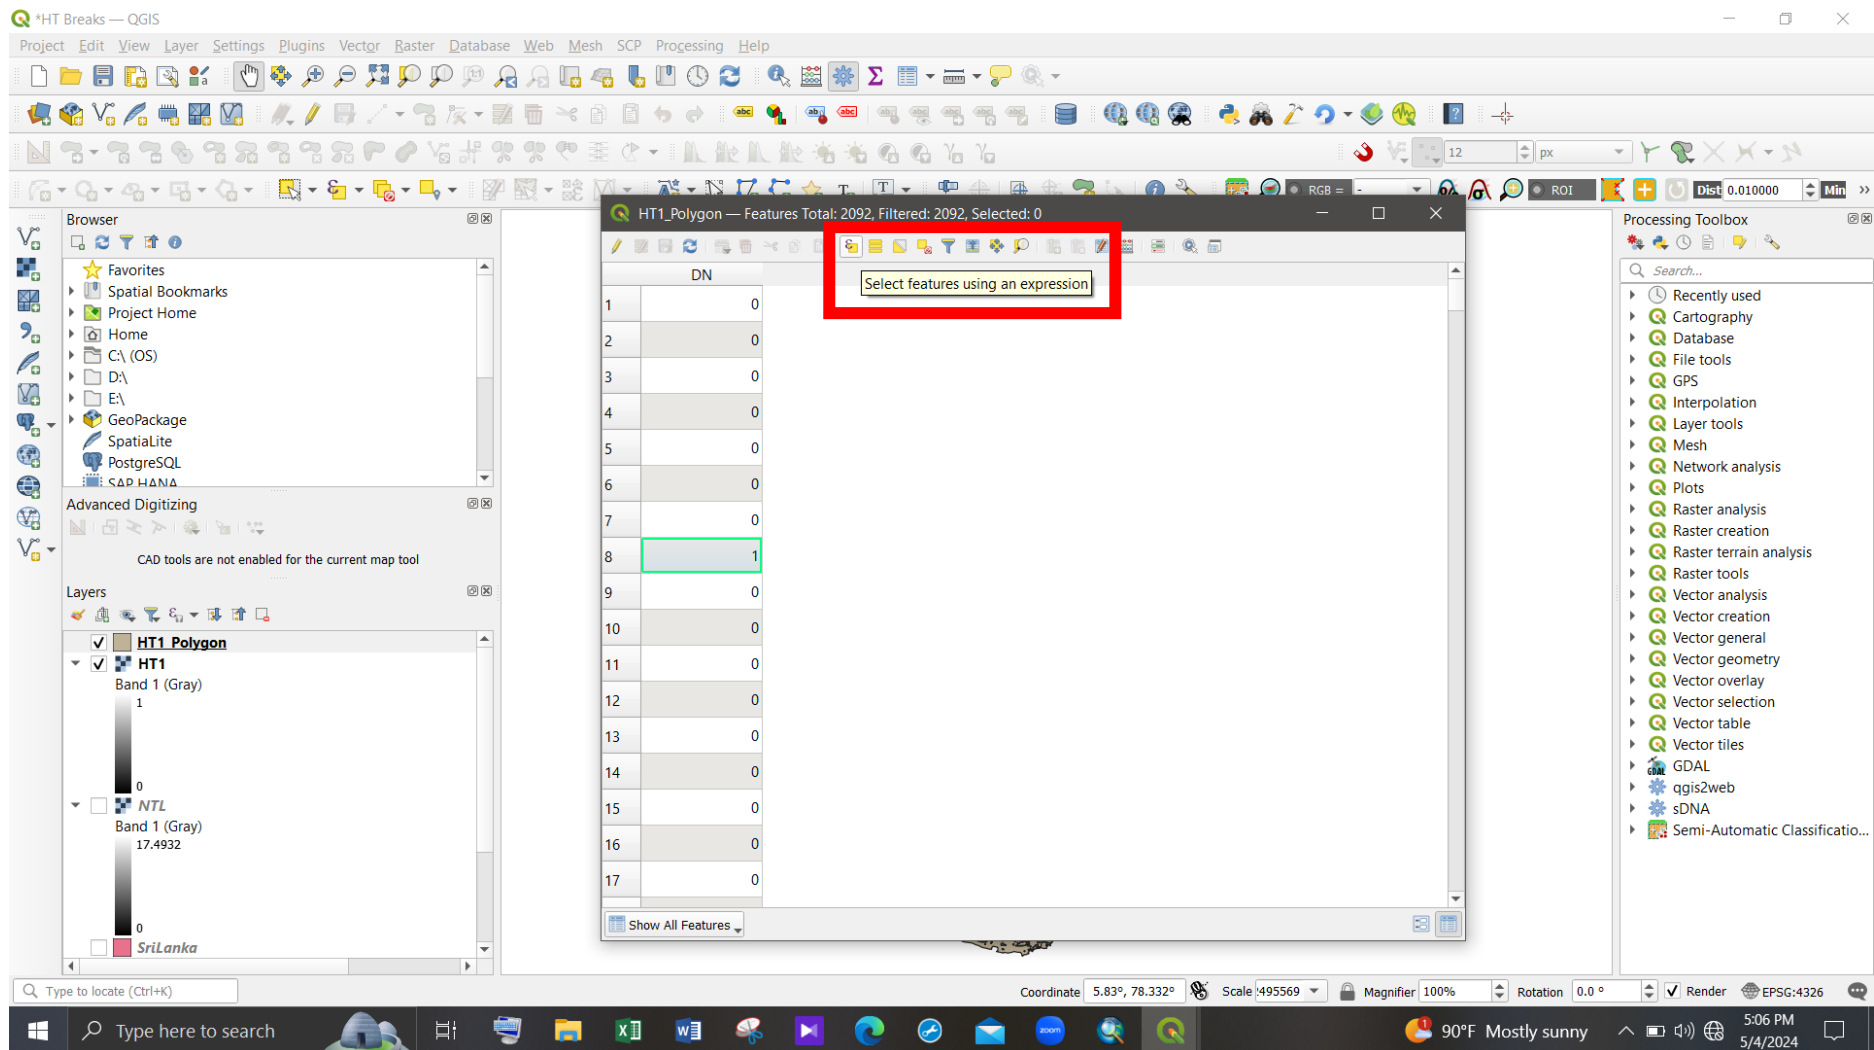 *HT Breaks — QGIS
Project Edit View Layer Settings Plugins Vector Raster Database Web Mesh SCP Processing Help
12 px
RGB = - ROI Dist 0.010000 Min »
Browser
Favorites
Spatial Bookmarks
Project Home
Home
C:\ (OS)
D:\
E:\
GeoPackage
SpatiaLite
PostgreSQL
SAP HANA
Advanced Digitizing
CAD tools are not enabled for the current map tool
Layers
HT1_Polygon
HT1
Band 1 (Gray)
1
0
NTL
Band 1 (Gray)
17.4932
0
SriLanka
HT1_Polygon — Features Total: 2092, Filtered: 2092, Selected: 0
Select features using an expression
DN
1 0
2 0
3 0
4 0
5 0
6 0
7 0
8 1
9 0
10 0
11 0
12 0
13 0
14 0
15 0
16 0
17 0
Show All Features
Processing Toolbox
Search...
Recently used
Cartography
Database
File tools
GPS
Interpolation
Layer tools
Mesh
Network analysis
Plots
Raster analysis
Raster creation
Raster terrain analysis
Raster tools
Vector analysis
Vector creation
Vector general
Vector geometry
Vector overlay
Vector selection
Vector table
Vector tiles
GDAL
qgis2web
sDNA
Semi-Automatic Classificatio...
Type to locate (Ctrl+K)
Coordinate 5.83°, 78.332° Scale :495569 Magnifier 100% Rotation 0.0 ° Render EPSG:4326
Type here to search
zoom
90°F Mostly sunny
5:06 PM
5/4/2024